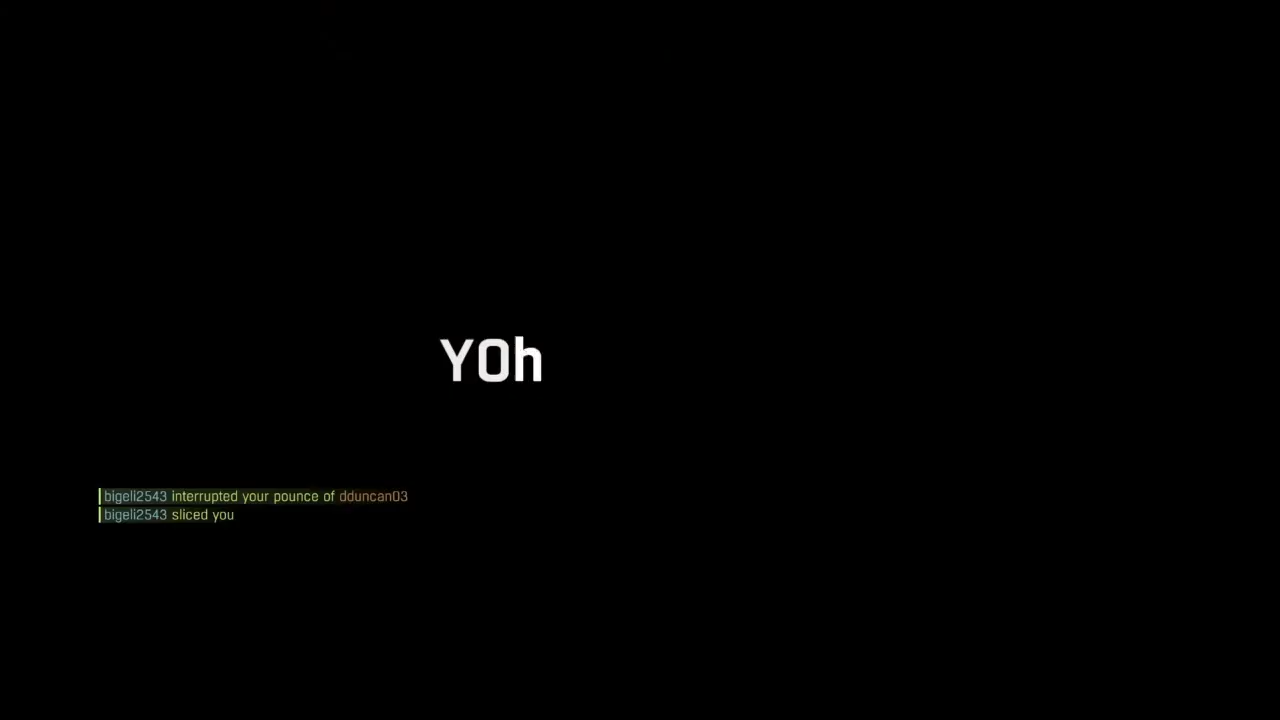 YOh
bigeli2543 interrupted your pounce of dduncan03
bigeli2543 sliced you